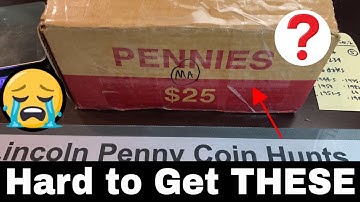 PENNIES
MA
$25
?
Lincoln Penny Coin Hunts
Hard to Get THESE